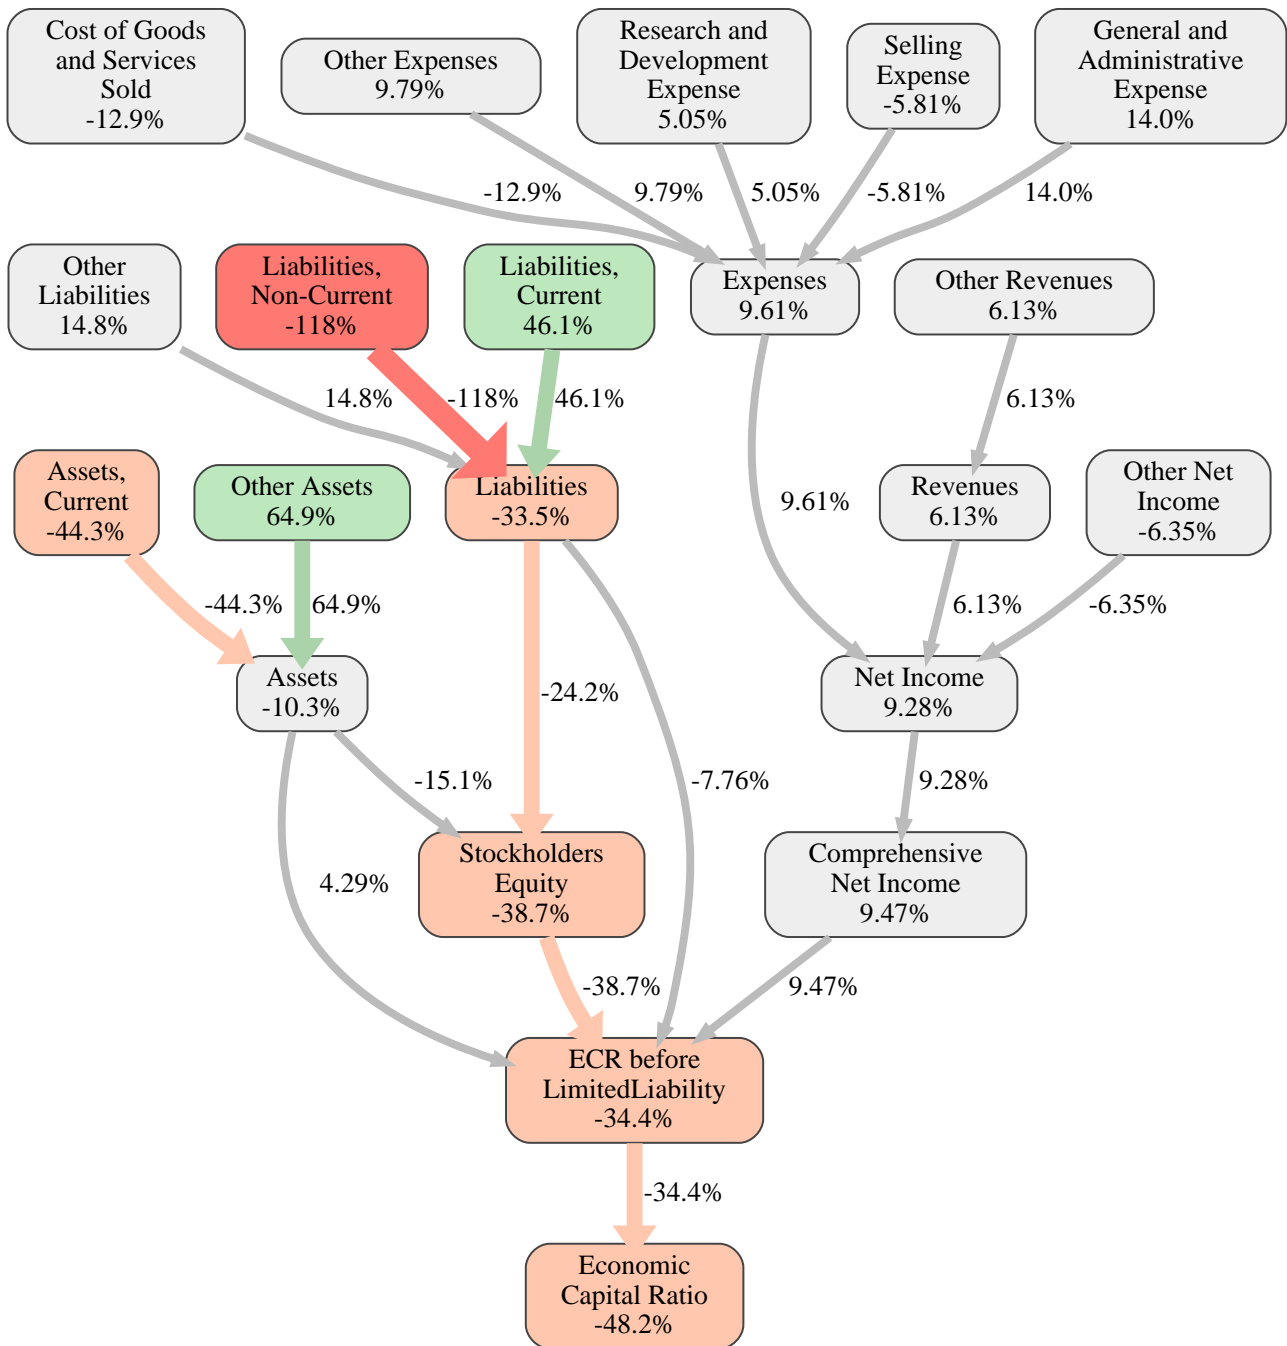 Cost of Goods
and Services
Sold
-12.9%
Other Expenses
9.79%
Research and
Development
Expense
5.05%
Selling
Expense
-5.81%
General and
Administrative
Expense
14.0%
-12.9%
9.79%
5.05%
-5.81%
14.0%
Other
Liabilities
14.8%
Liabilities,
Non-Current
-118%
Liabilities,
Current
46.1%
Expenses
9.61%
Other Revenues
6.13%
14.8%
-118%
46.1%
6.13%
Assets,
Current
-44.3%
Other Assets
64.9%
Liabilities
-33.5%
9.61%
Revenues
6.13%
Other Net
Income
-6.35%
-44.3%
64.9%
6.13%
-6.35%
Assets
-10.3%
-24.2%
Net Income
9.28%
-15.1%
-7.76%
9.28%
4.29%
Stockholders
Equity
-38.7%
Comprehensive
Net Income
9.47%
-38.7%
9.47%
ECR before
LimitedLiability
-34.4%
-34.4%
Economic
Capital Ratio
-48.2%